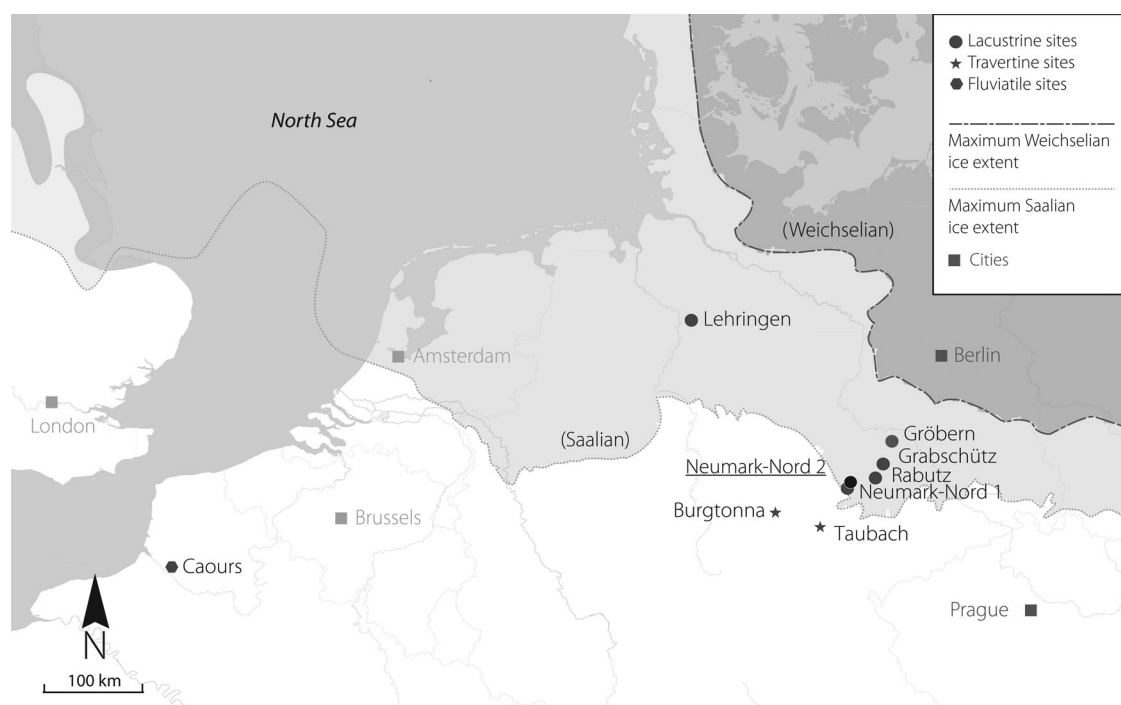 Lacustrine sites
Travertine sites
Fluviatile sites
Maximum Weichselian
ice extent
Maximum Saalian
ice extent
Cities
North Sea
(Weichselian)
Lehringen
Amsterdam
Berlin
London
(Saalian)
Gröbern
Grabschütz
Neumark-Nord 2
Rabutz
Neumark-Nord 1
Burgtonna
Brussels
Taubach
Caours
Prague
N
100 km